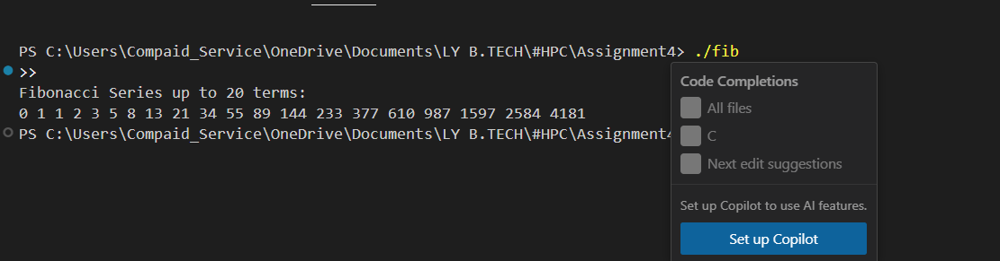 PS C:\Users\Compaid_Service\OneDrive\Documents\LY B.TECH\#HPC\Assignment4> ./fib
>>
Fibonacci Series up to 20 terms:
0 1 1 2 3 5 8 13 21 34 55 89 144 233 377 610 987 1597 2584 4181
PS C:\Users\Compaid_Service\OneDrive\Documents\LY B.TECH\#HPC\Assignment4
Code Completions
All files
C
Next edit suggestions
Set up Copilot to use AI features.
Set up Copilot